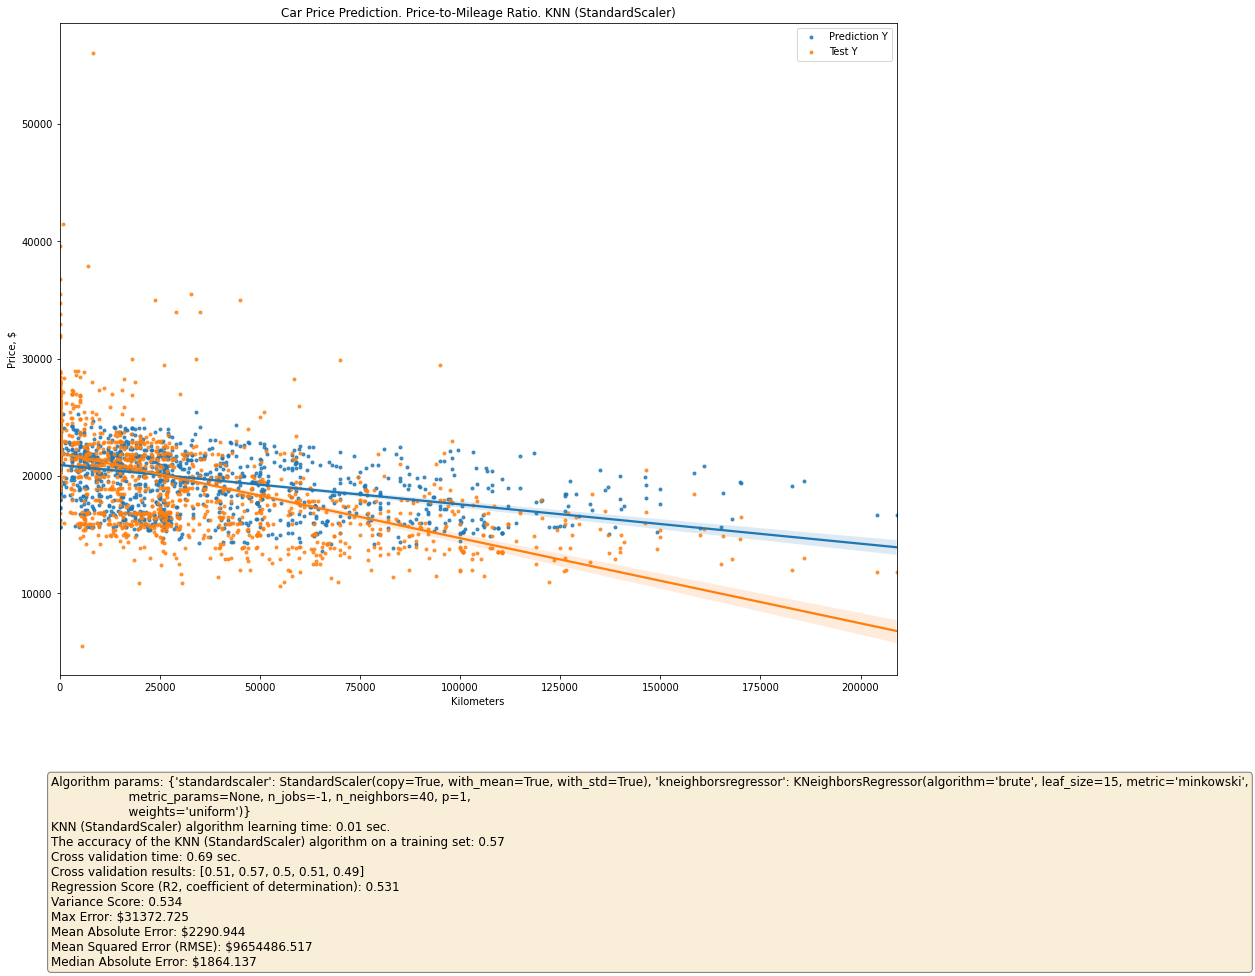 Car Price Prediction. Price-to-Mileage Ratio. KNN (StandardScaler)
Prediction Y
Test Y
50000
40000
30000
20000
10000
Price, $
0 25000 50000 75000 100000 125000 150000 175000 200000
Kilometers
Algorithm params: {'standardscaler': StandardScaler(copy=True, with_mean=True, with_std=True), 'kneighborsregressor': KNeighborsRegressor(algorithm='brute', leaf_size=15, metric='minkowski',
metric_params=None, n_jobs=-1, n_neighbors=40, p=1,
weights='uniform')}
KNN (StandardScaler) algorithm learning time: 0.01 sec.
The accuracy of the KNN (StandardScaler) algorithm on a training set: 0.57
Cross validation time: 0.69 sec.
Cross validation results: [0.51, 0.57, 0.5, 0.51, 0.49]
Regression Score (R2, coefficient of determination): 0.531
Variance Score: 0.534
Max Error: $31372.725
Mean Absolute Error: $2290.944
Mean Squared Error (RMSE): $9654486.517
Median Absolute Error: $1864.137